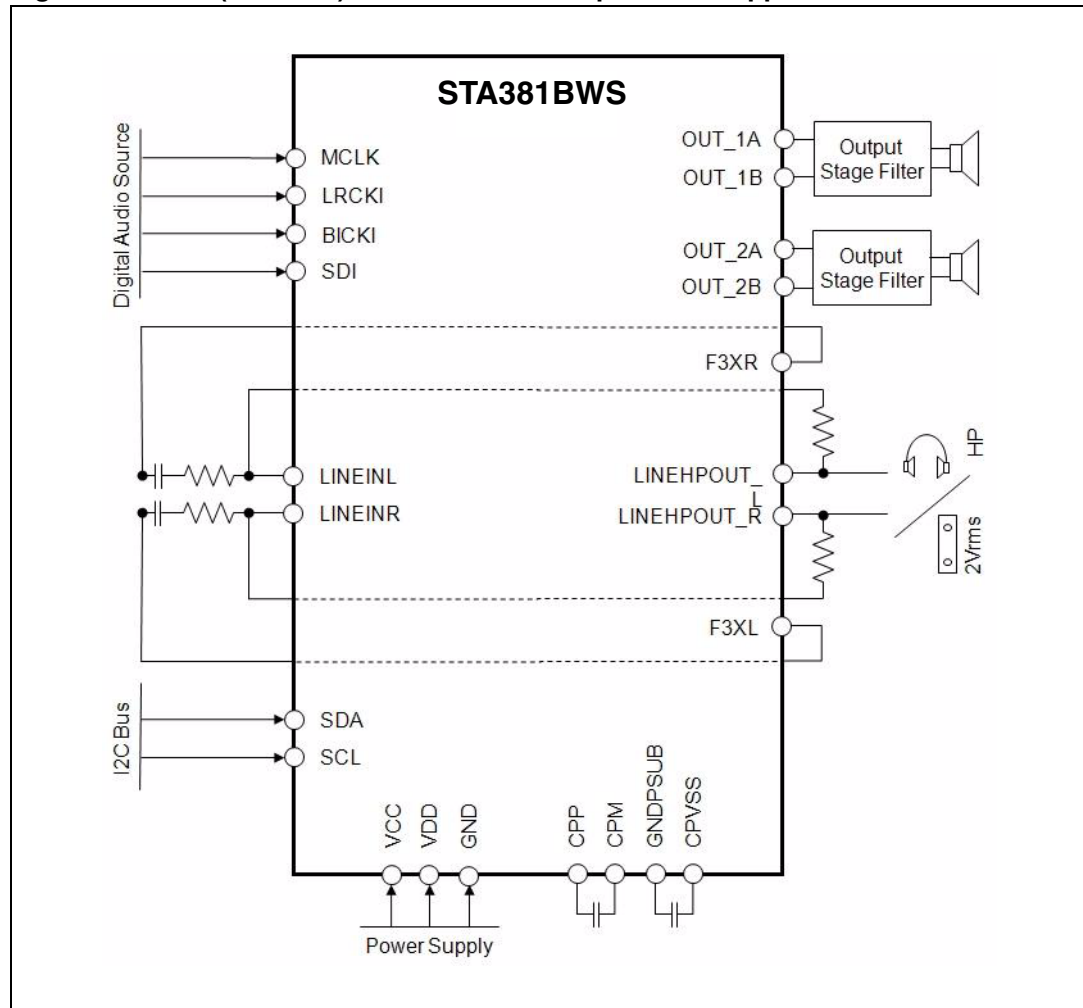 STA381BWS
Digital Audio Source
MCLK
LRCKI
BICKI
SDI
OUT_1A
OUT_1B
Output
Stage Filter
OUT_2A
OUT_2B
Output
Stage Filter
F3XR
LINEINL
LINEINR
LINEHPOUT_
L
LINEHPOUT_R
HP
2Vrms
F3XL
I2C Bus
SDA
SCL
VCC
VDD
GND
CPP
CPM
GNDPSUB
CPVSS
Power Supply